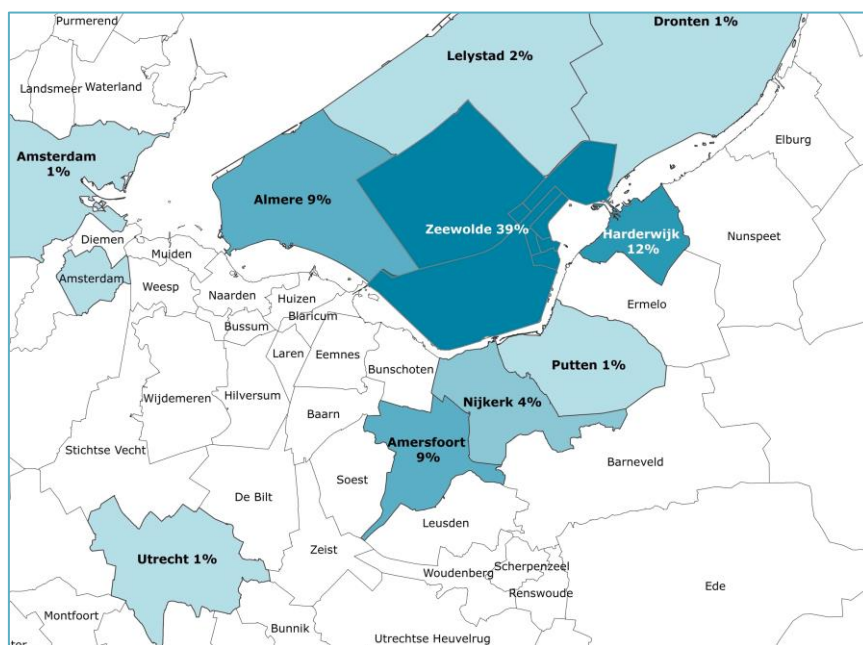 Purmerend
Dronten 1%
Lelystad 2%
Landsmeer
Waterland
Elburg
Amsterdam
1%
Almere 9%
Zeewolde 39%
Harderwijk
12%
Nunspeet
Diemen
Muiden
Amsterdam
Weesp
Naarden
Huizen
Blaricum
Ermelo
Bussum
Laren
Eemnes
Bunschoten
Putten 1%
Wijdemeren
Hilversum
Baarn
Nijkerk 4%
Amersfoort
9%
Stichtse Vecht
Soest
Barneveld
De Bilt
Leusden
Utrecht 1%
Zeist
Woudenberg
Scherpenzeel
Renswoude
Ede
Montfoort
Bunnik
Utrechtse Heuvelrug